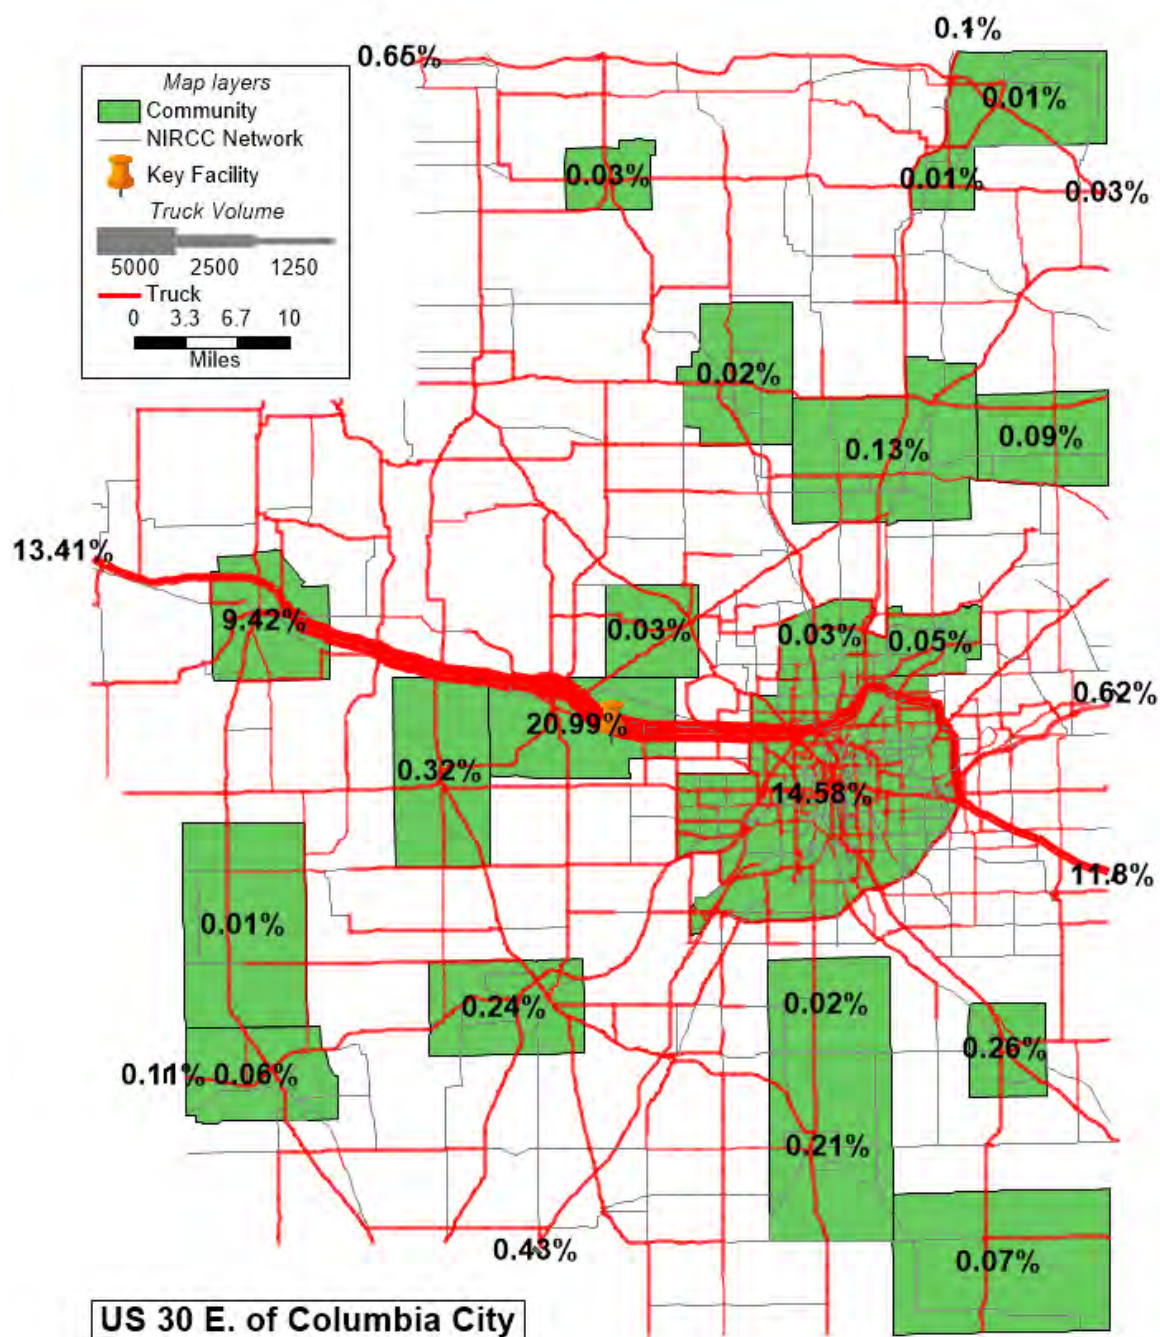 0.1%
0.65%
Map layers
Community
NIRCC Network
Key Facility
Truck Volume
5000 2500 1250
Truck
0 3.3 6.7 10
Miles
0.01%
0.03%
0.01%
0.03%
0.02%
0.13%
0.09%
13.41%
9.42%
0.03%
0.03%
0.05%
0.62%
20.99%
0.32%
14.58%
11.8%
0.01%
0.24%
0.02%
0.26%
0.11% 0.06%
0.21%
0.43%
0.07%
US 30 E. of Columbia City